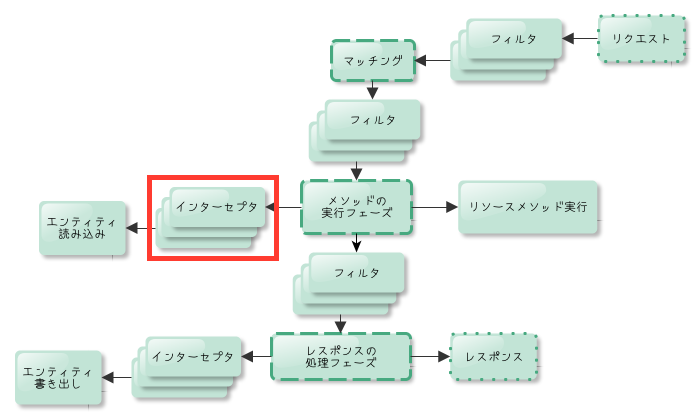 フィルタ
リクエスト
マッチング
フィルタ
インターセプタ
メソッドの
実行フェーズ
リソースメソッド実行
エンティティ
読み込み
フィルタ
レスポンスの
処理フェーズ
レスポンス
インターセプタ
エンティティ
書き出し